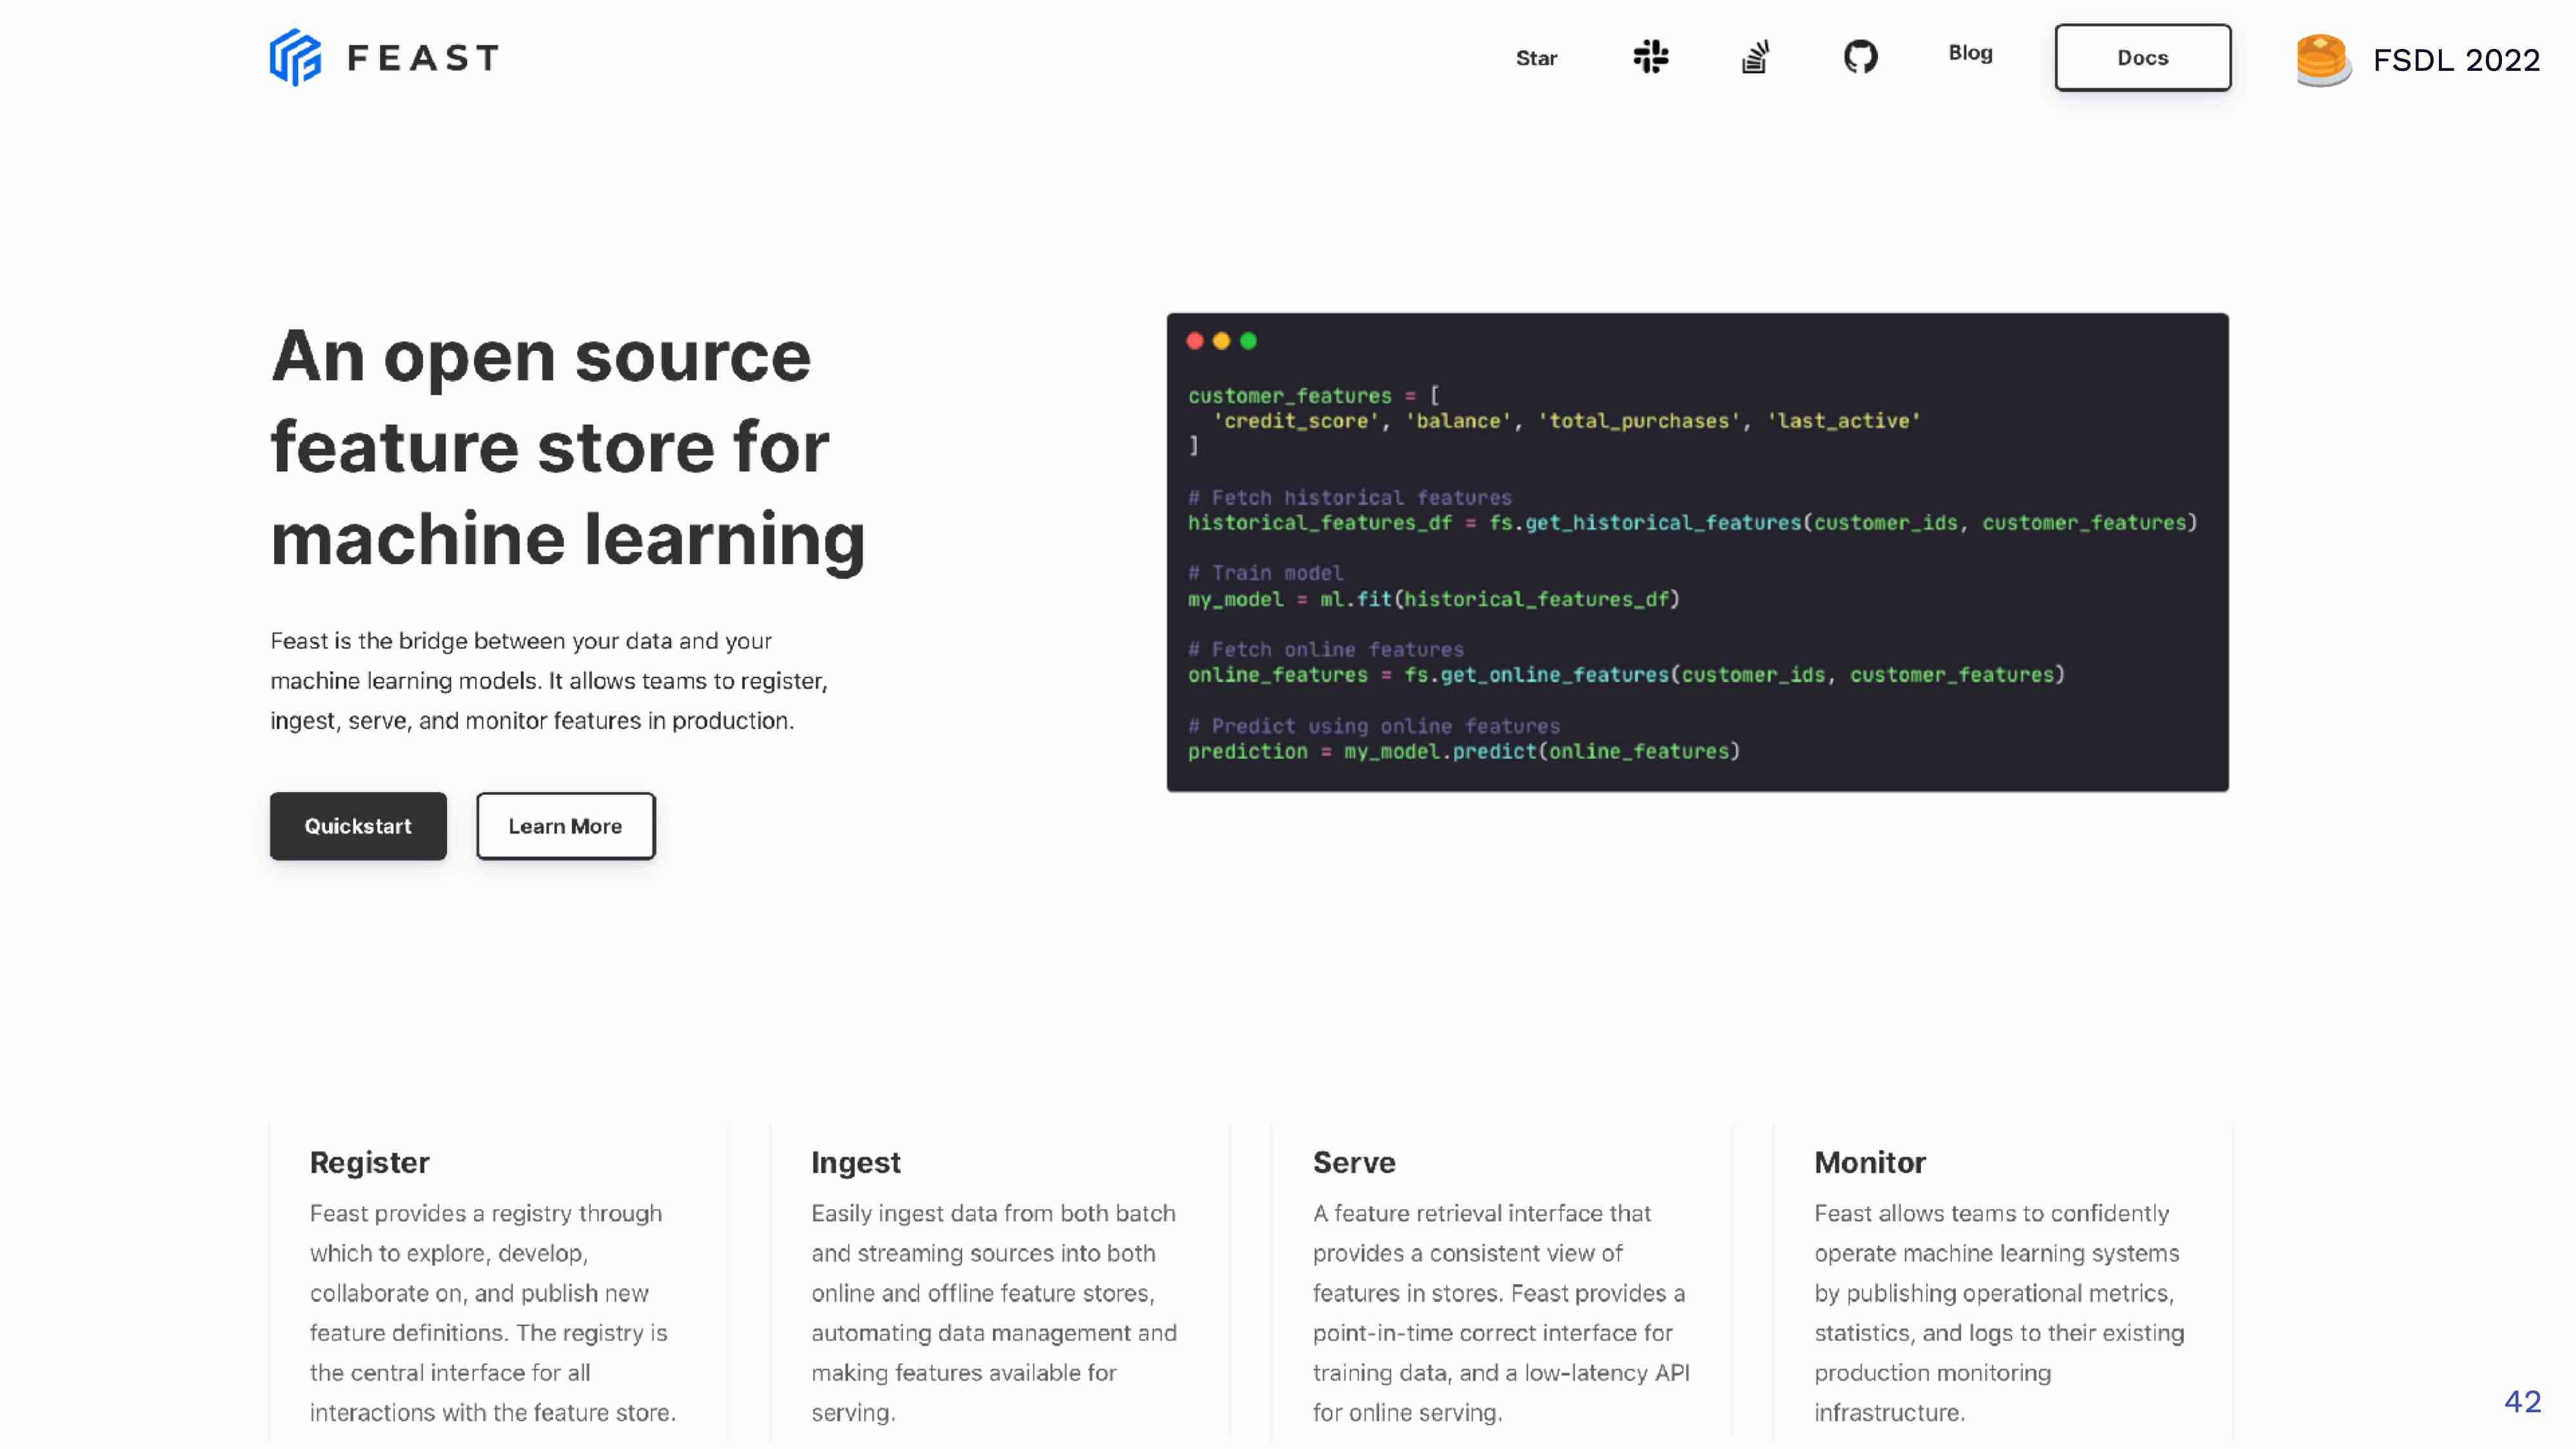 FEAST
Star
Blog
Docs
FSDL 2022
An open source
feature store for
machine learning
Feast is the bridge between your data and your
machine learning models. It allows teams to register,
ingest, serve, and monitor features in production.
Quickstart
Learn More
customer_features = [
  'credit_score', 'balance', 'total_purchases', 'last_active'
]
# Fetch historical features
historical_features_df = fs.get_historical_features(customer_ids, customer_features)
# Train model
my_model = ml.fit(historical_features_df)
# Fetch online features
online_features = fs.get_online_features(customer_ids, customer_features)
# Predict using online features
prediction = my_model.predict(online_features)
Register
Feast provides a registry through
which to explore, develop,
collaborate on, and publish new
feature definitions. The registry is
the central interface for all
interactions with the feature store.
Ingest
Easily ingest data from both batch
and streaming sources into both
online and offline feature stores,
automating data management and
making features available for
serving.
Serve
A feature retrieval interface that
provides a consistent view of
features in stores. Feast provides a
point-in-time correct interface for
training data, and a low-latency API
for online serving.
Monitor
Feast allows teams to confidently
operate machine learning systems
by publishing operational metrics,
statistics, and logs to their existing
production monitoring
infrastructure.
42